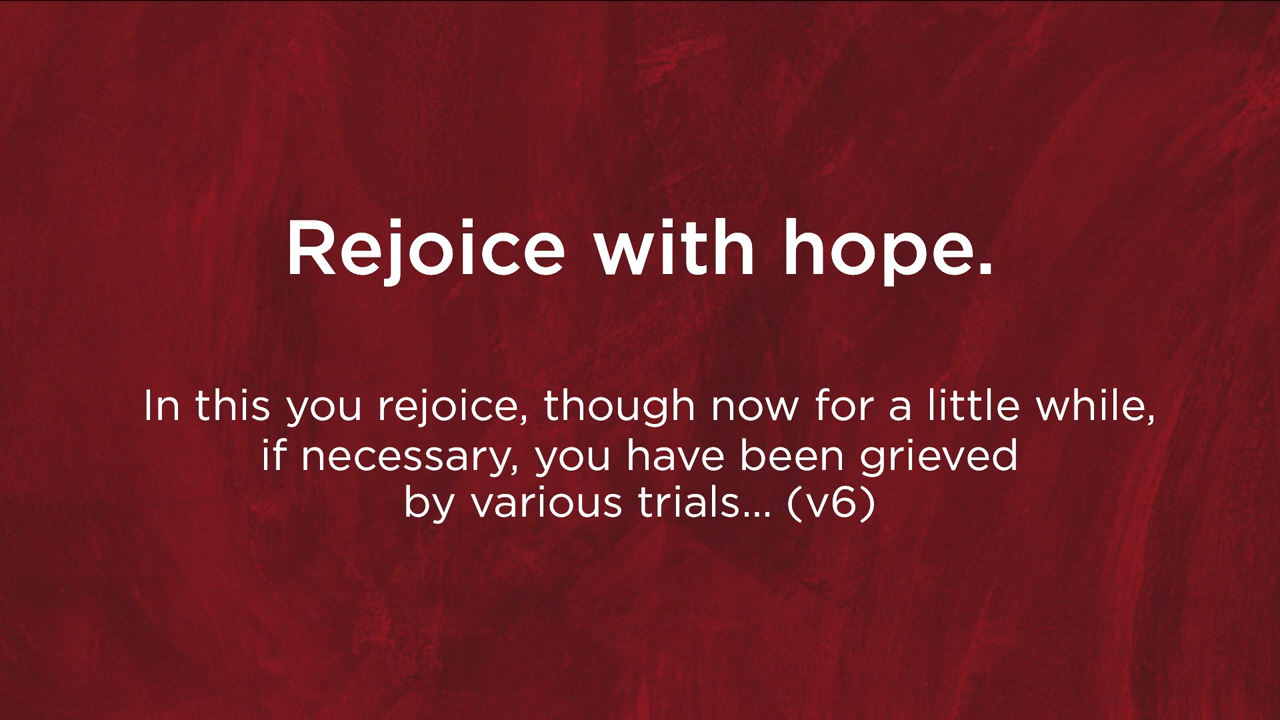 Rejoice with hope.
In this you rejoice, though now for a little while,
if necessary, you have been grieved
by various trials... (v6)